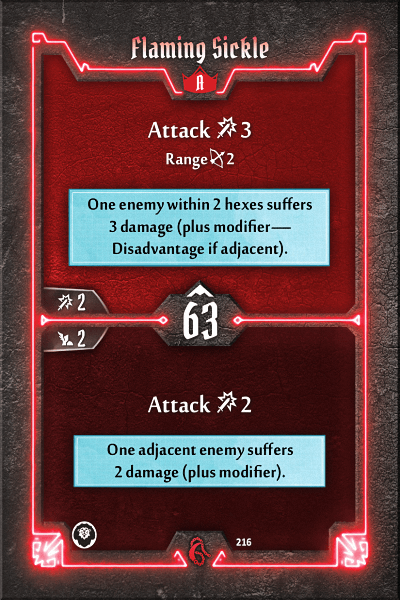 Flaming Sickle
A
Attack 3
Range 2
One enemy within 2 hexes suffers
3 damage (plus modifier—
Disadvantage if adjacent).
2
63
2
Attack 2
One adjacent enemy suffers
2 damage (plus modifier).
216